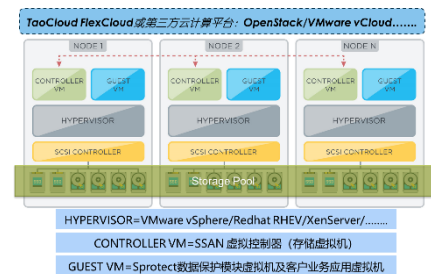 TaoCloud FlexCloud或第三方云计算平台：OpenStack/VMware vCloud.......
NODE 1 NODE 2 NODE N
CONTROLLER VM GUEST VM CONTROLLER VM GUEST VM CONTROLLER VM GUEST VM
HYPERVISOR HYPERVISOR HYPERVISOR
SCSI CONTROLLER SCSI CONTROLLER SCSI CONTROLLER
Storage Pool
HYPERVISOR=VMware vSphere/Redhat RHEV/XenServer/........
CONTROLLER VM=SSAN 虚拟控制器（存储虚拟机）
GUEST VM=Sprotect数据保护模块虚拟机及客户业务应用虚拟机